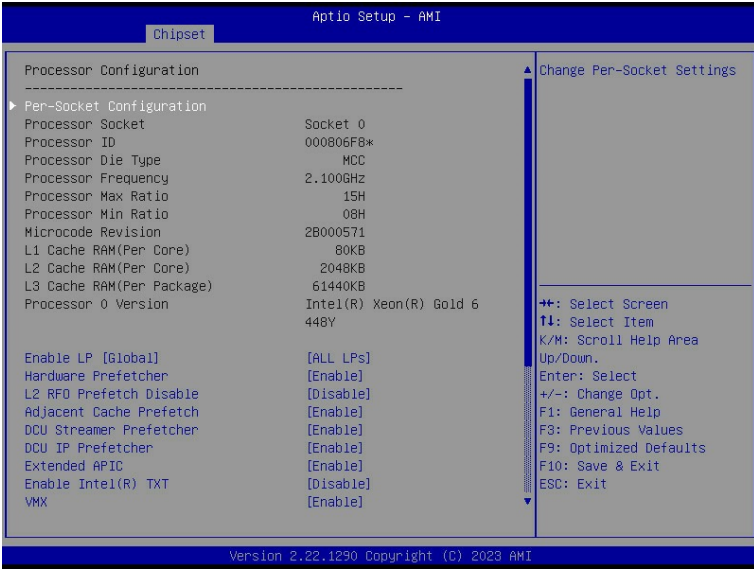 Aptio Setup – AMI
Chipset
Processor Configuration
--------------------------------------------------
Per-Socket Configuration
Processor Socket Socket 0
Processor ID 000806F8*
Processor Die Type MCC
Processor Frequency 2.100GHz
Processor Max Ratio 15H
Processor Min Ratio 08H
Microcode Revision 2B000571
L1 Cache RAM(Per Core) 80KB
L2 Cache RAM(Per Core) 2048KB
L3 Cache RAM(Per Package) 61440KB
Processor 0 Version Intel(R) Xeon(R) Gold 6
448Y
Enable LP [Global] [ALL LPs]
Hardware Prefetcher [Enable]
L2 RFO Prefetch Disable [Disable]
Adjacent Cache Prefetch [Enable]
DCU Streamer Prefetcher [Enable]
DCU IP Prefetcher [Enable]
Extended APIC [Enable]
Enable Intel(R) TXT [Disable]
VMX [Enable]
Change Per-Socket Settings
→←: Select Screen
↑↓: Select Item
K/M: Scroll Help Area
Up/Down.
Enter: Select
+/-: Change Opt.
F1: General Help
F3: Previous Values
F9: Optimized Defaults
F10: Save & Exit
ESC: Exit
Version 2.22.1290 Copyright (C) 2023 AMI